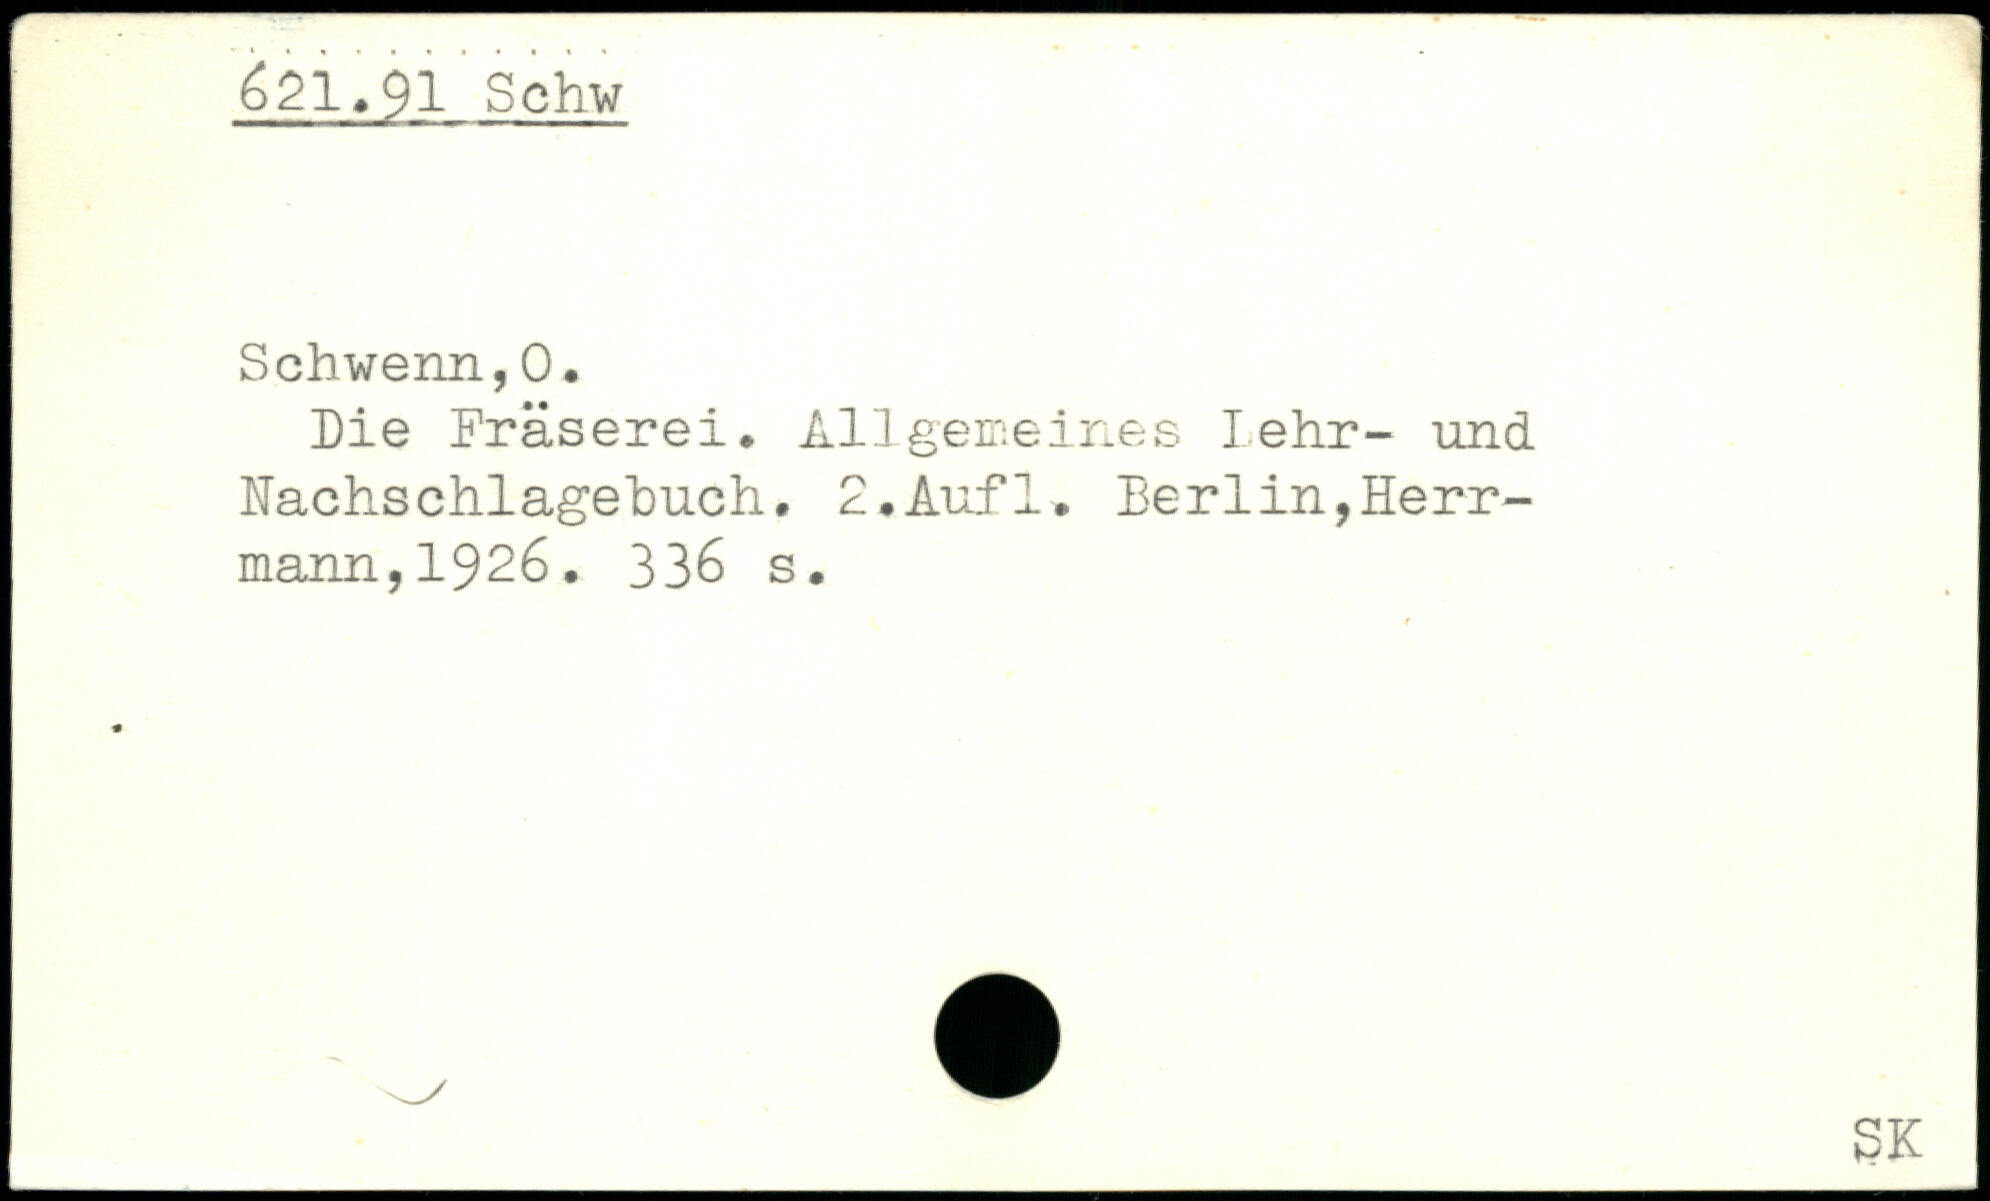 621.91 Schw
Schwenn,O.
Die Fräserei. Allgemeines Lehr- und
Nachschlagebuch. 2.Aufl. Berlin,Herr-
mann,1926. 336 s.
SK